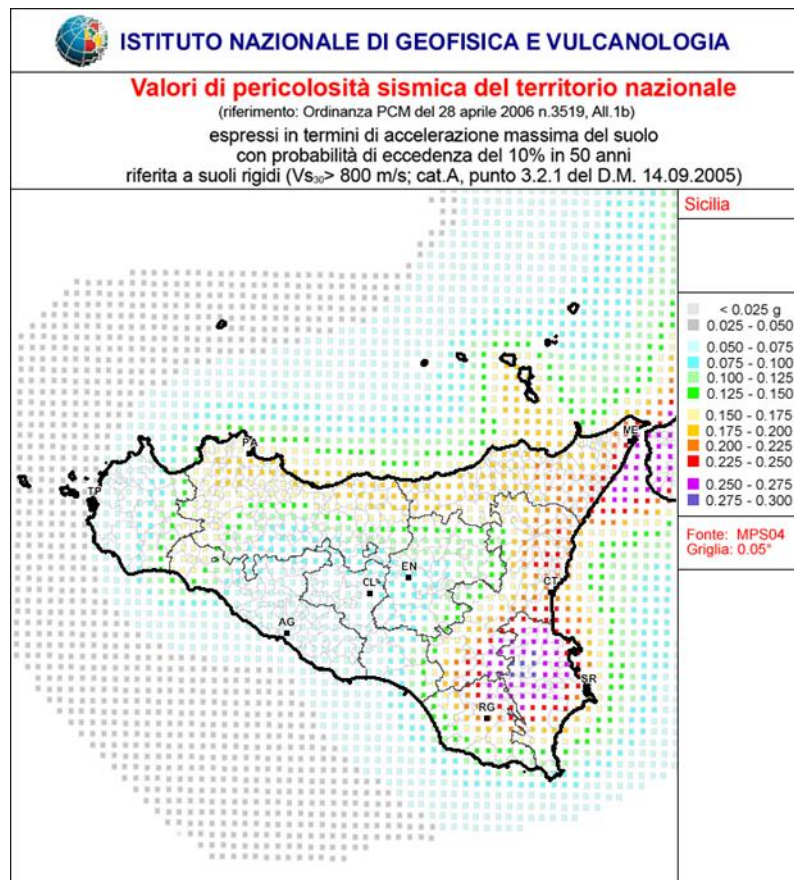 ISTITUTO NAZIONALE DI GEOFISICA E VULCANOLOGIA
Valori di pericolosità sismica del territorio nazionale
(riferimento: Ordinanza PCM del 28 aprile 2006 n.3519, All.1b)
espressi in termini di accelerazione massima del suolo
con probabilità di eccedenza del 10% in 50 anni
riferita a suoli rigidi (Vs₃₀> 800 m/s; cat.A, punto 3.2.1 del D.M. 14.09.2005)
Sicilia
< 0.025 g
0.025 - 0.050
0.050 - 0.075
0.075 - 0.100
0.100 - 0.125
0.125 - 0.150
0.150 - 0.175
0.175 - 0.200
0.200 - 0.225
0.225 - 0.250
0.250 - 0.275
0.275 - 0.300
Fonte: MPS04
Griglia: 0.05°
ME
PA
TP
EN
CL
CT
AG
SR
RG